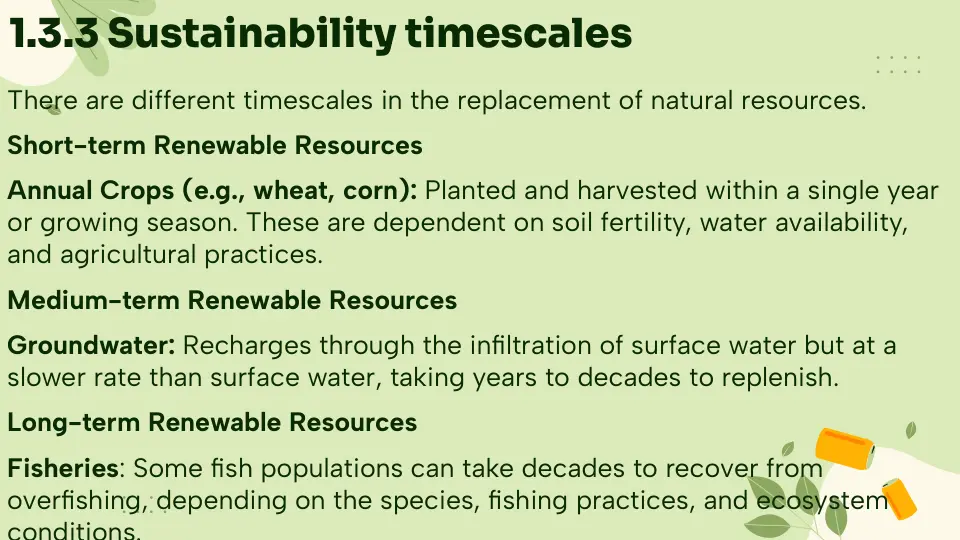 1.3.3 Sustainability timescales
There are different timescales in the replacement of natural resources.
Short-term Renewable Resources
Annual Crops (e.g., wheat, corn): Planted and harvested within a single year
or growing season. These are dependent on soil fertility, water availability,
and agricultural practices.
Medium-term Renewable Resources
Groundwater: Recharges through the infiltration of surface water but at a
slower rate than surface water, taking years to decades to replenish.
Long-term Renewable Resources
Fisheries: Some fish populations can take decades to recover from
overfishing, depending on the species, fishing practices, and ecosystem
conditions.